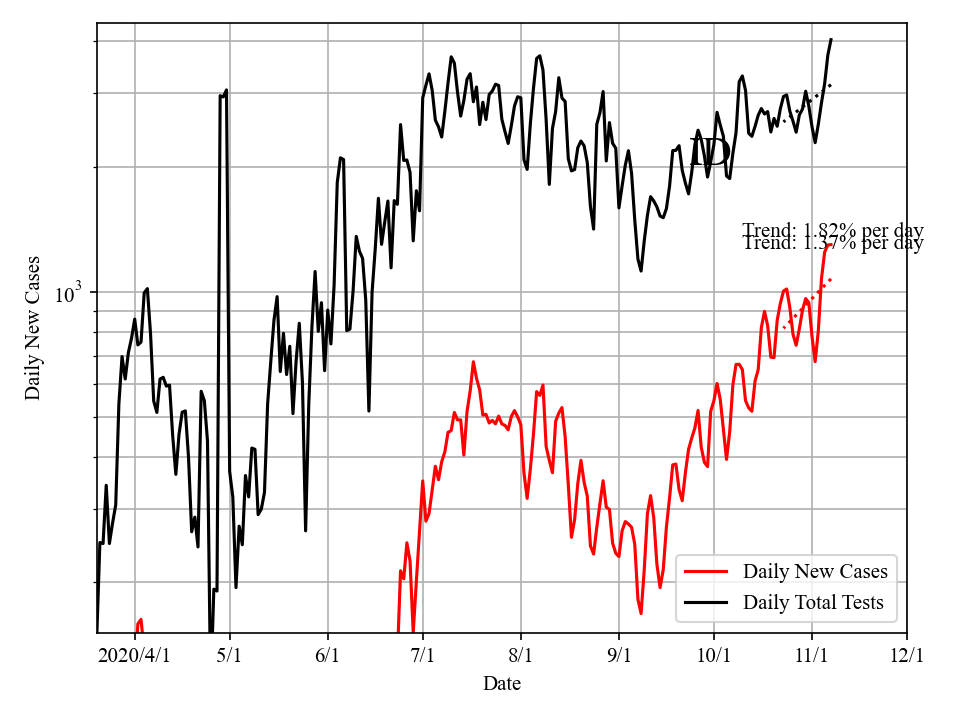 ID
Trend: 1.82% per day
Trend: 1.37% per day
10³
Daily New Cases
Daily New Cases
Daily Total Tests
2020/4/1 5/1 6/1 7/1 8/1 9/1 10/1 11/1 12/1
Date